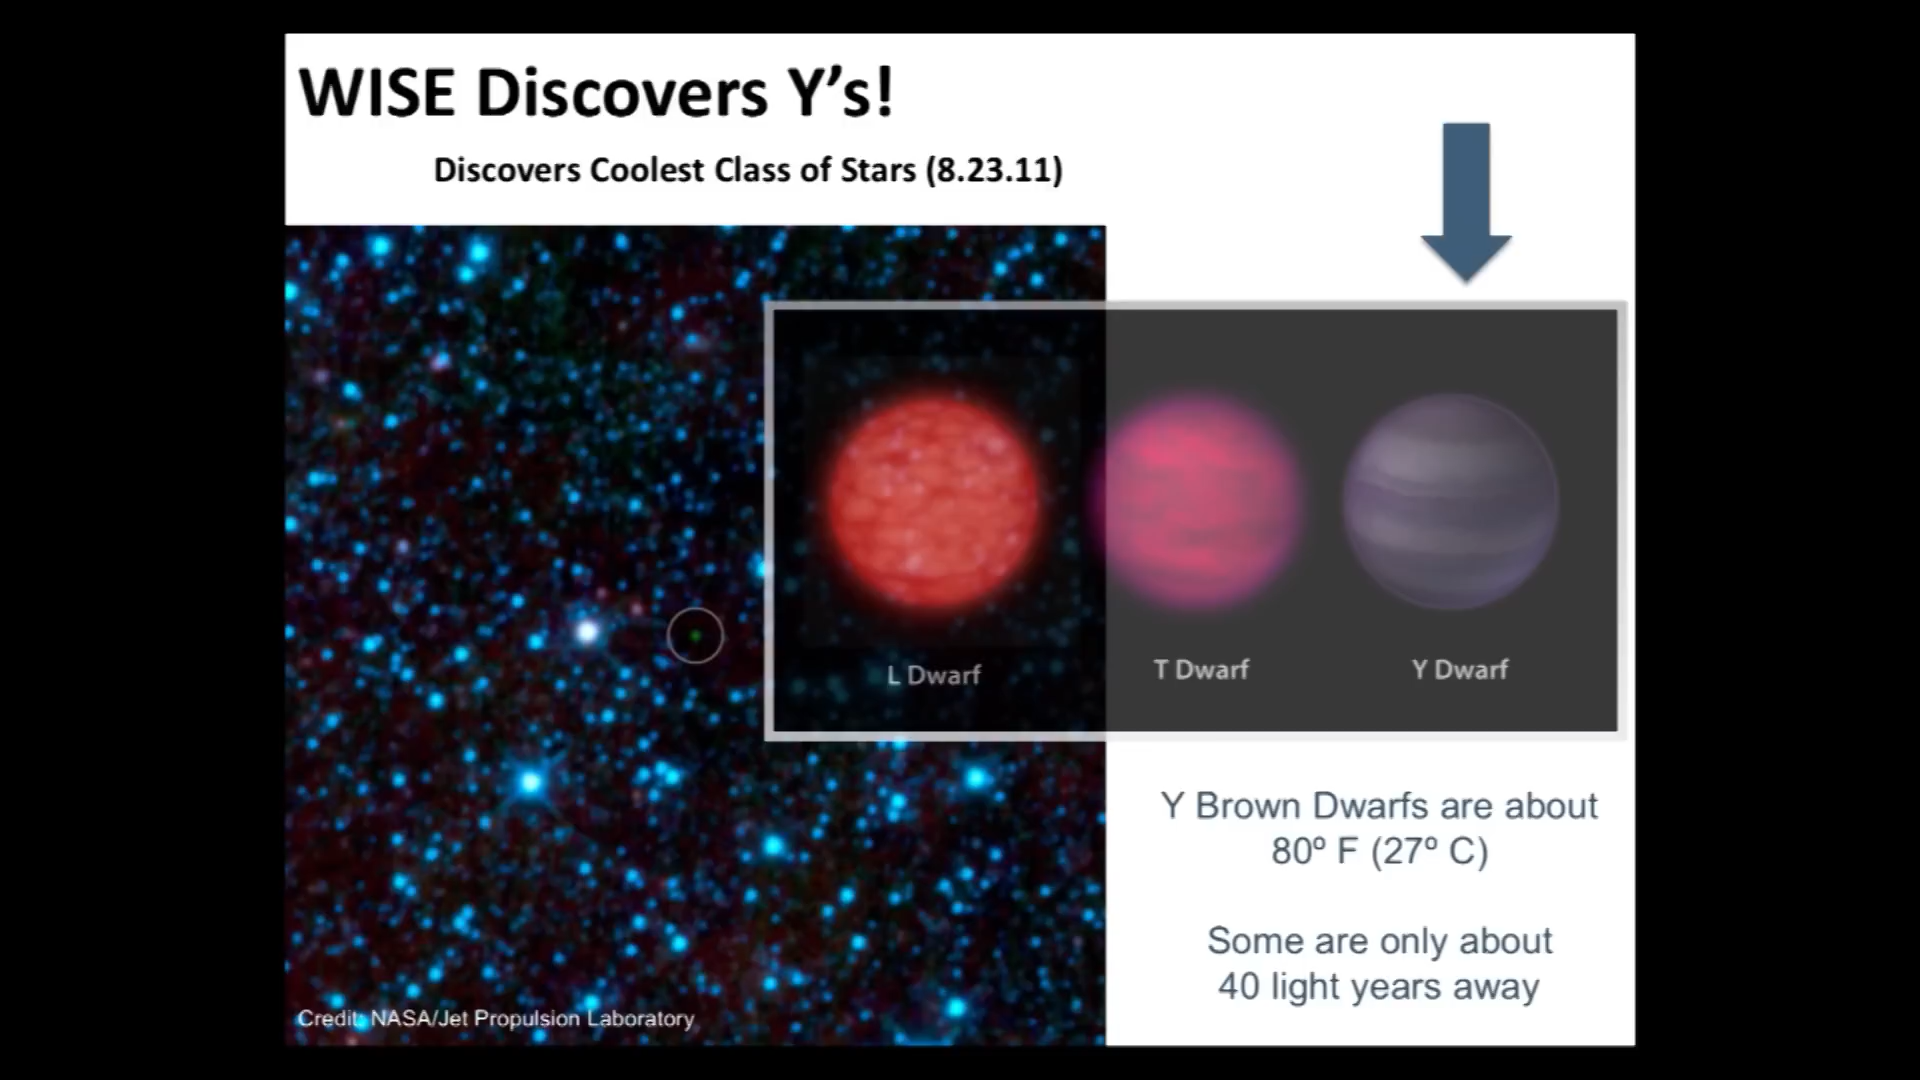 WISE Discovers Y's!
Discovers Coolest Class of Stars (8.23.11)
L Dwarf
T Dwarf
Y Dwarf
Y Brown Dwarfs are about
80º F (27º C)
Some are only about
40 light years away
Credit: NASA/Jet Propulsion Laboratory